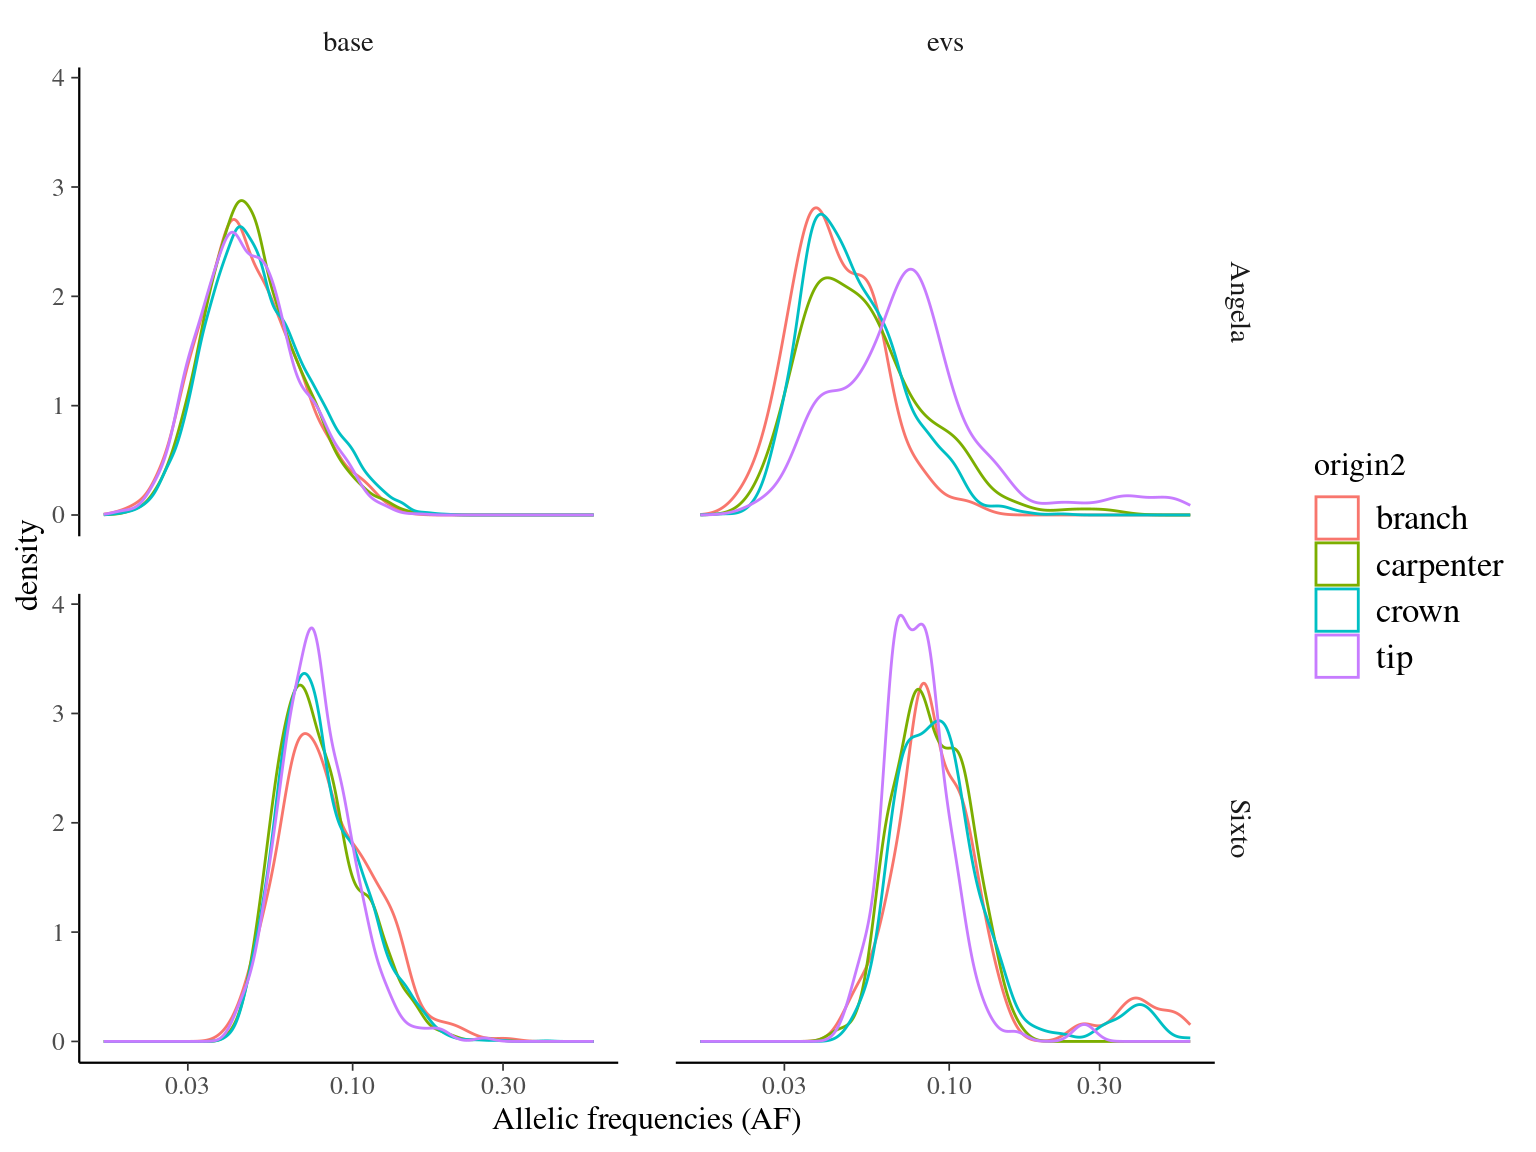 base
evs
4
3
2
1
0
Angela
density
4
3
2
1
0
Sixto
0.03
0.10
0.30
0.03
0.10
0.30
Allelic frequencies (AF)
origin2
branch
carpenter
crown
tip